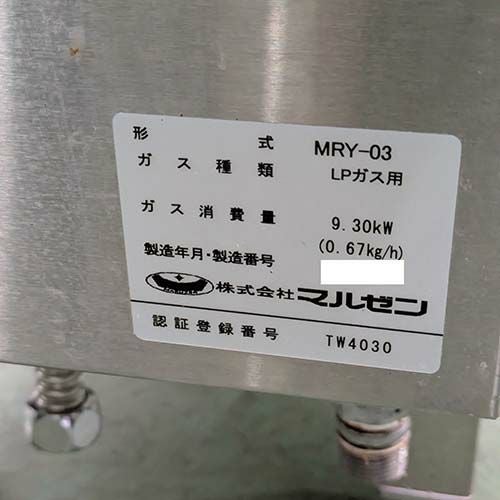 形式 MRY-03
ガス種類 LPガス用
ガス消費量 9.30kW
(0.67kg/h)
製造年月・製造番号
株式会社マルゼン
認証登録番号 TW4030